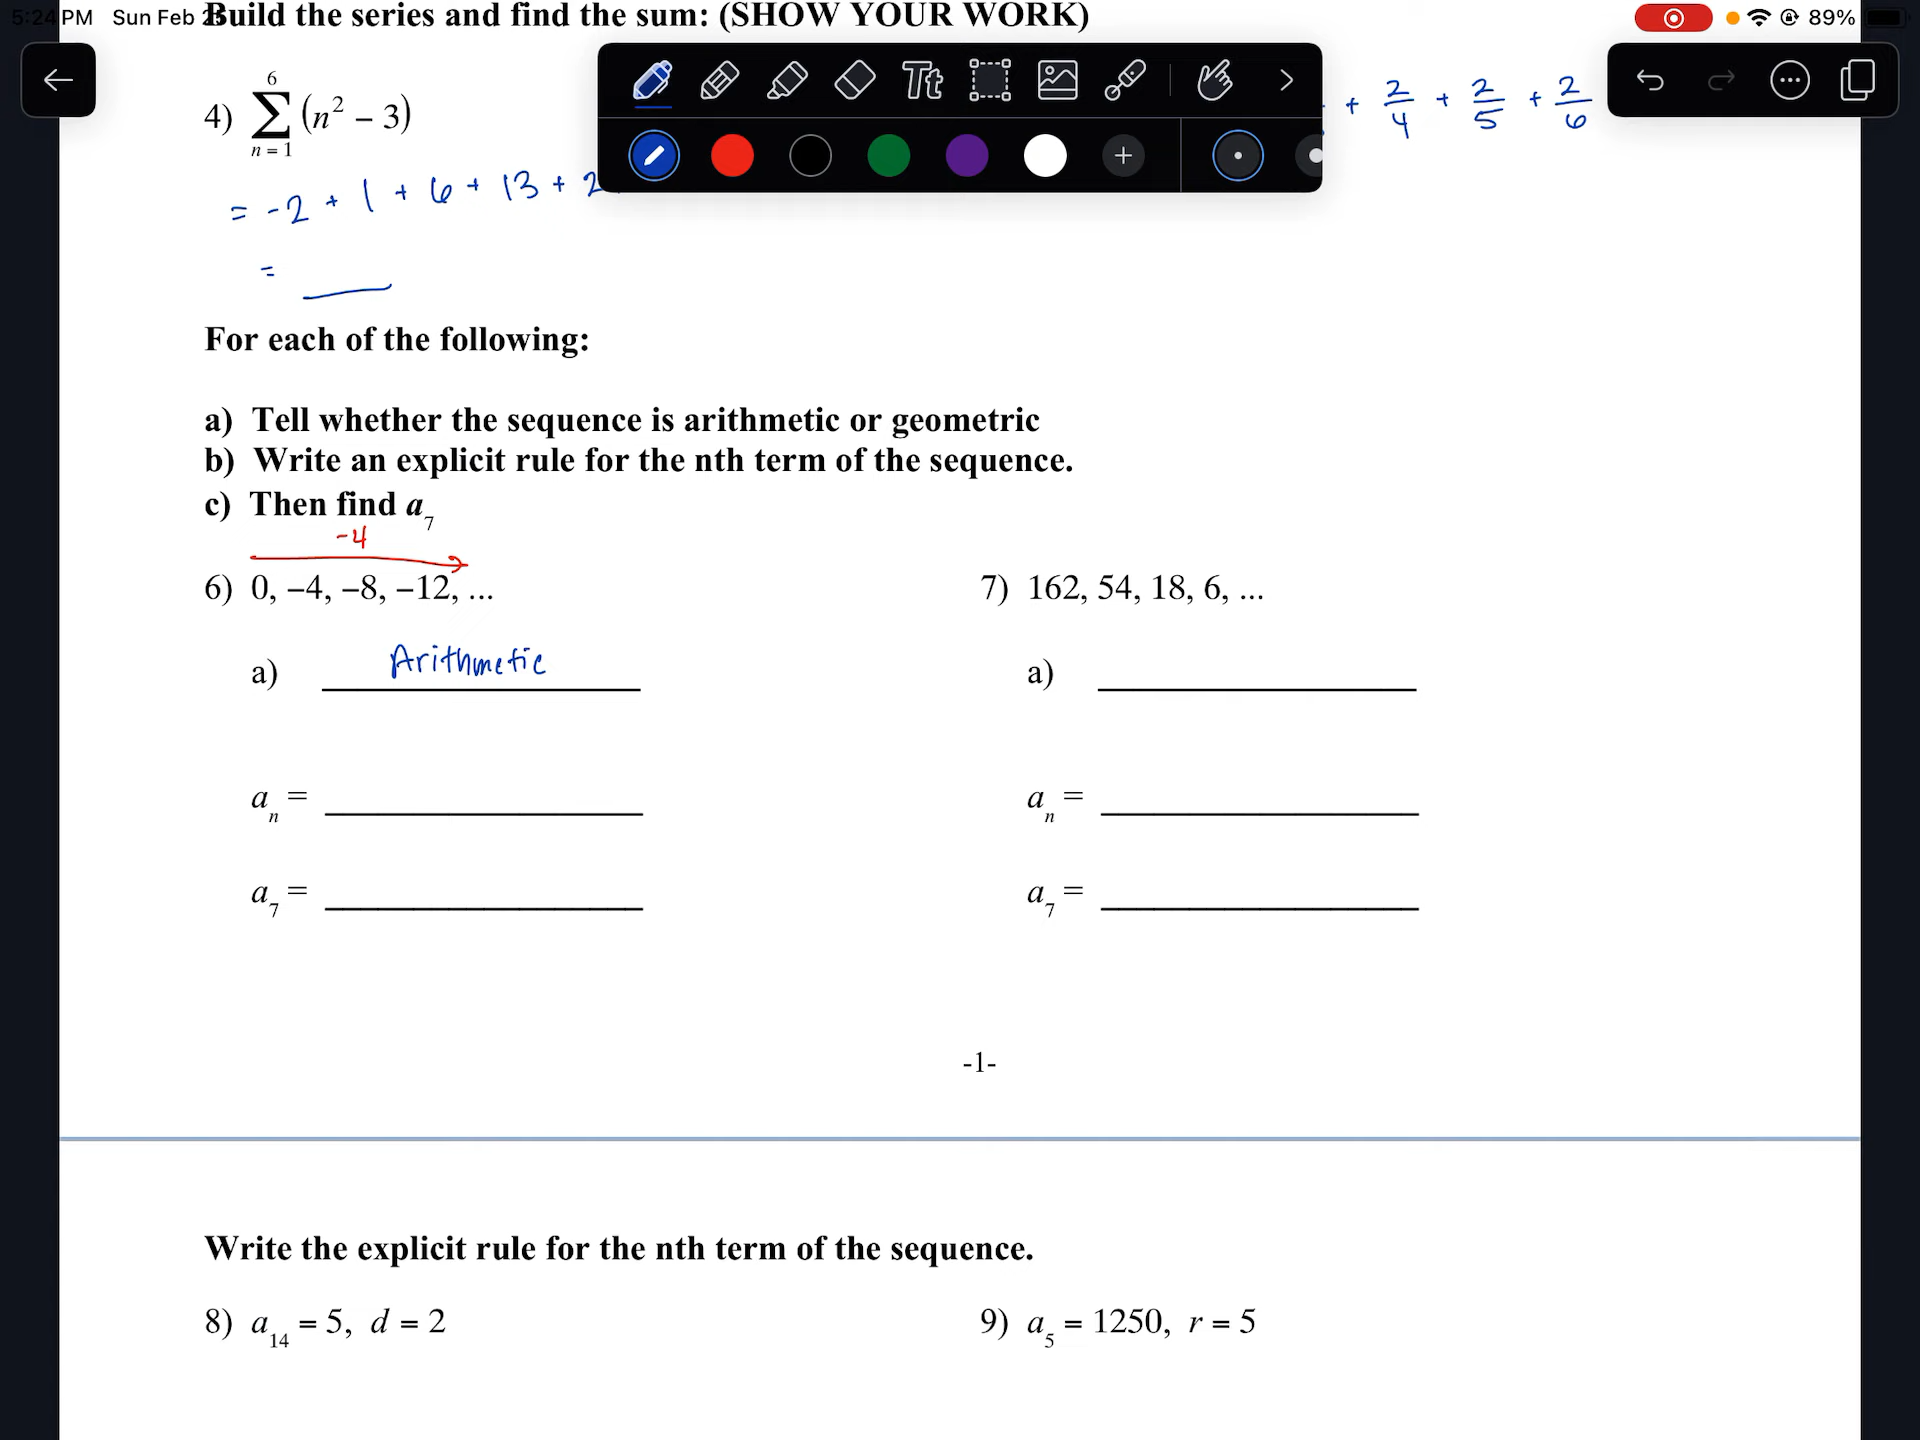 5:24 PM Sun Feb Build the series and find the sum: (SHOW YOUR WORK) 89%
Tt
6
4) ∑ (n² – 3)
n = 1
+ 2/4 + 2/5 + 2/6
= -2 + 1 + 6 + 13 + 2
= ___
For each of the following:
a) Tell whether the sequence is arithmetic or geometric
b) Write an explicit rule for the nth term of the sequence.
c) Then find a₇
-4
6) 0, –4, –8, –12, ... 7) 162, 54, 18, 6, ...
a) Arithmetic a)
aₙ = aₙ =
a₇ = a₇ =
-1-
Write the explicit rule for the nth term of the sequence.
8) a₁₄ = 5, d = 2 9) a₅ = 1250, r = 5